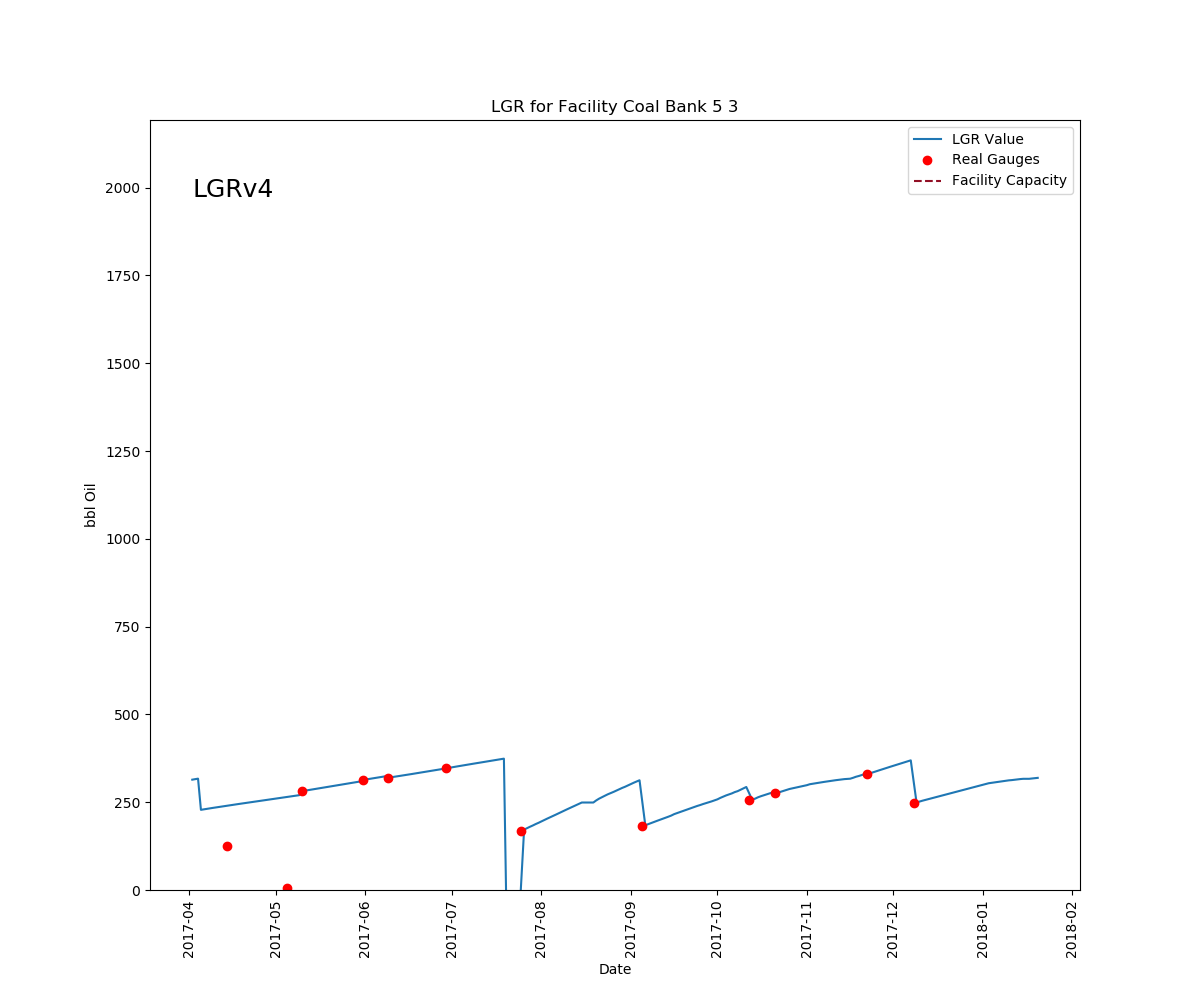 LGR for Facility Coal Bank 5 3
LGRv4
LGR Value
Real Gauges
Facility Capacity
bbl Oil
2000
1750
1500
1250
1000
750
500
250
0
2017-04
2017-05
2017-06
2017-07
2017-08
2017-09
2017-10
2017-11
2017-12
2018-01
2018-02
Date